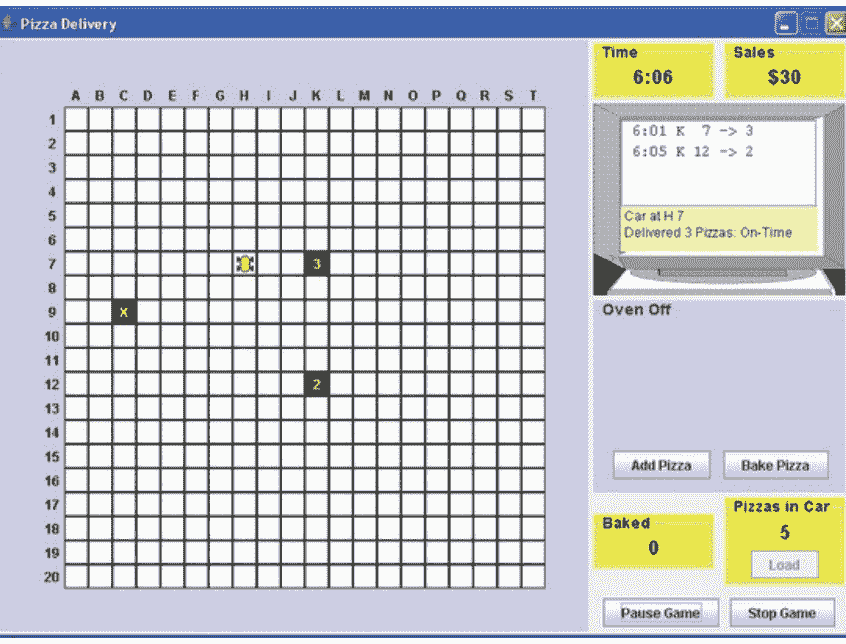 Pizza Delivery
Time
6:06
Sales
$30
A B C D E F G H I J K L M N O P Q R S T
1
2
3
4
5
6
7 3
8
9 X
10
11
12 2
13
14
15
16
17
18
19
20
6:01 K 7 -> 3
6:05 K 12 -> 2
Car at H 7
Delivered 3 Pizzas: On-Time
Oven Off
Add Pizza Bake Pizza
Baked
0
Pizzas in Car
5
Load
Pause Game Stop Game